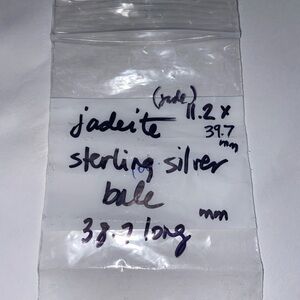 (jade)
jadeite 11.2 x
39.7
mm
sterling silver
bale
38.7 long mm